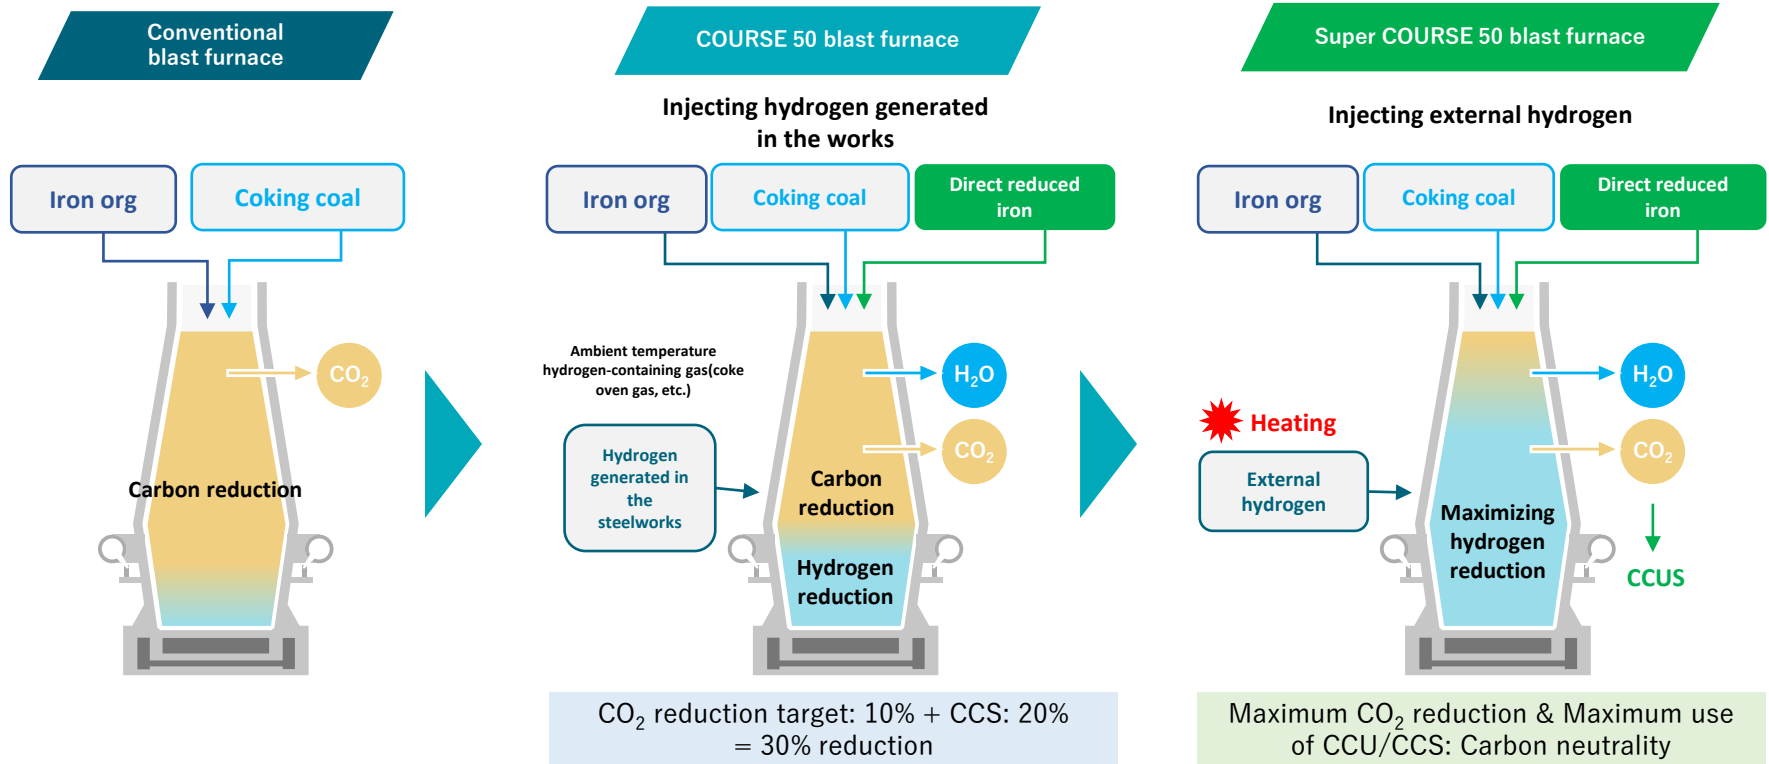 Conventional
blast furnace
COURSE 50 blast furnace
Super COURSE 50 blast furnace
Injecting hydrogen generated
in the works
Injecting external hydrogen
Iron org
Coking coal
Iron org
Coking coal
Direct reduced
iron
Iron org
Coking coal
Direct reduced
iron
CO₂
Carbon reduction
Ambient temperature
hydrogen-containing gas(coke
oven gas, etc.)
Hydrogen
generated in
the
steelworks
H₂O
CO₂
Carbon
reduction
Hydrogen
reduction
Heating
External
hydrogen
H₂O
CO₂
Maximizing
hydrogen
reduction
CCUS
CO₂ reduction target: 10% + CCS: 20%
= 30% reduction
Maximum CO₂ reduction & Maximum use
of CCU/CCS: Carbon neutrality